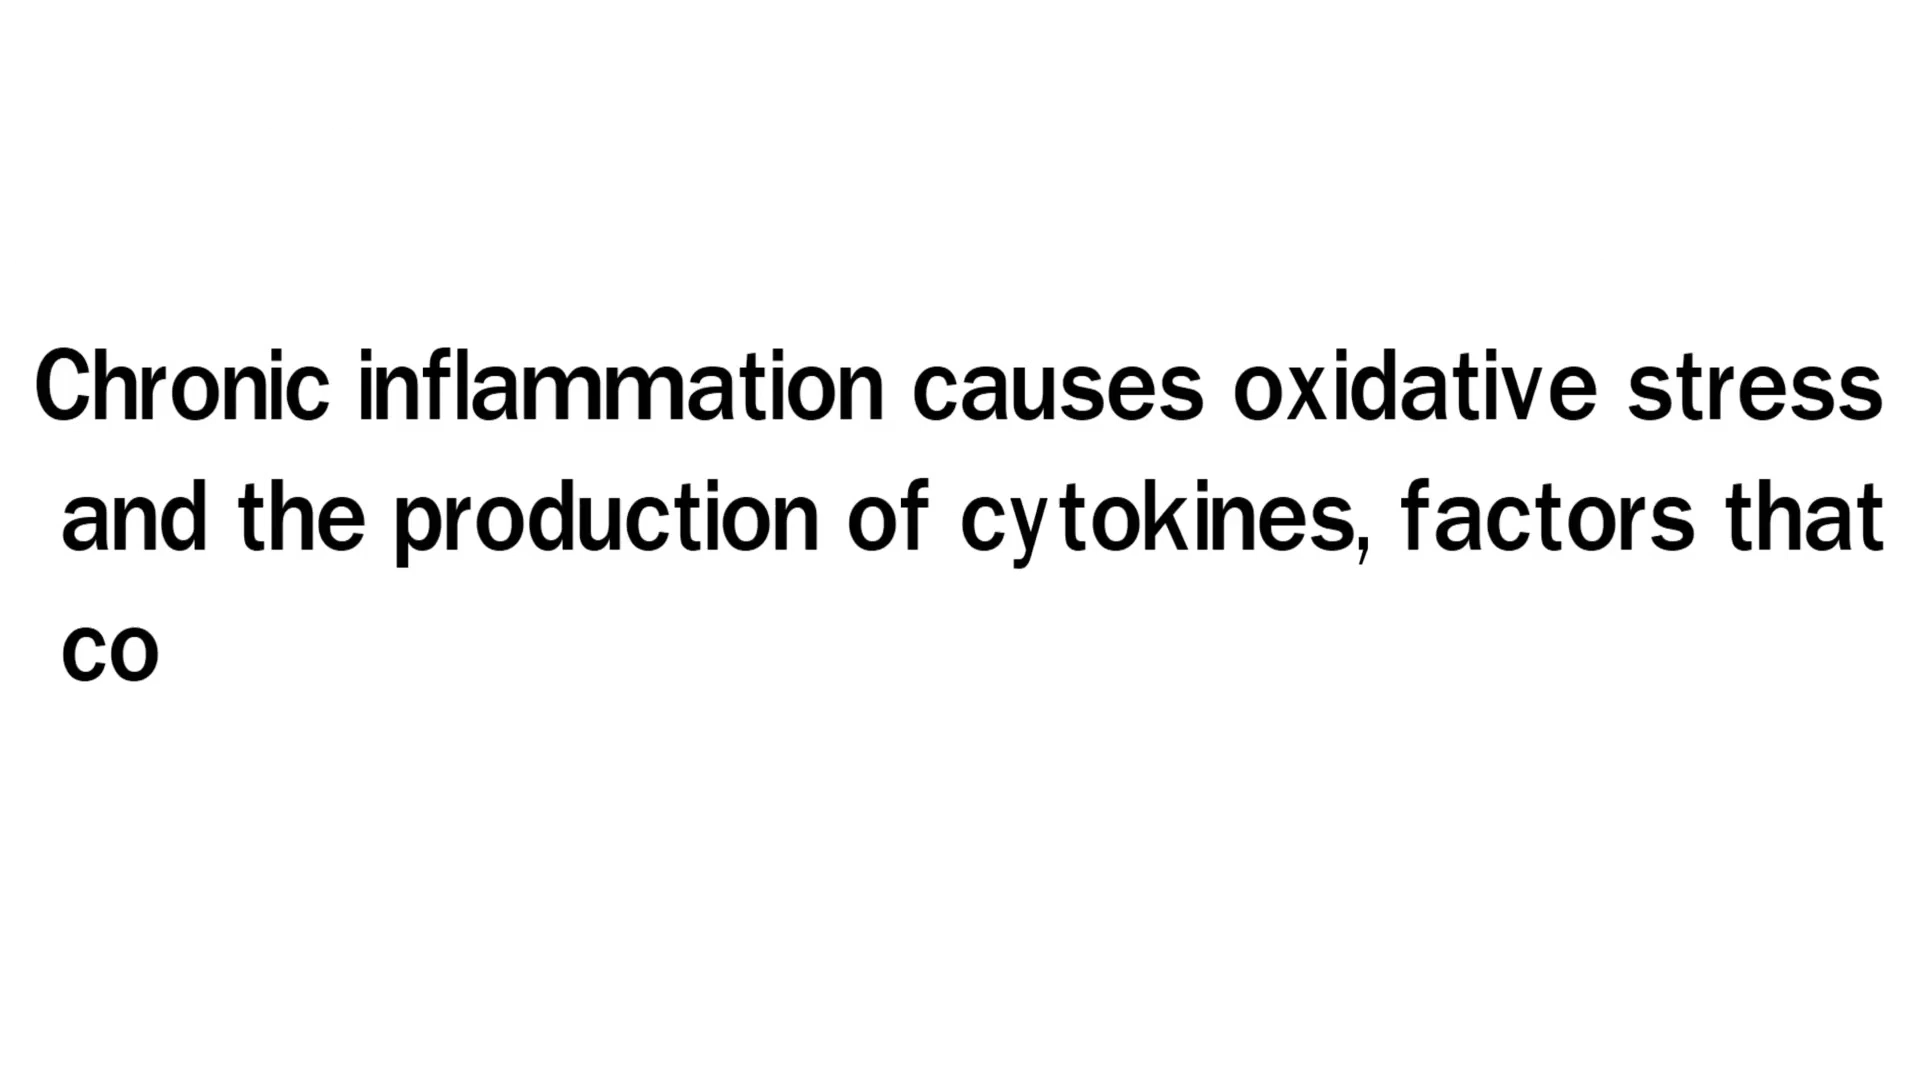 Chronic inflammation causes oxidative stress
and the production of cytokines, factors that
co